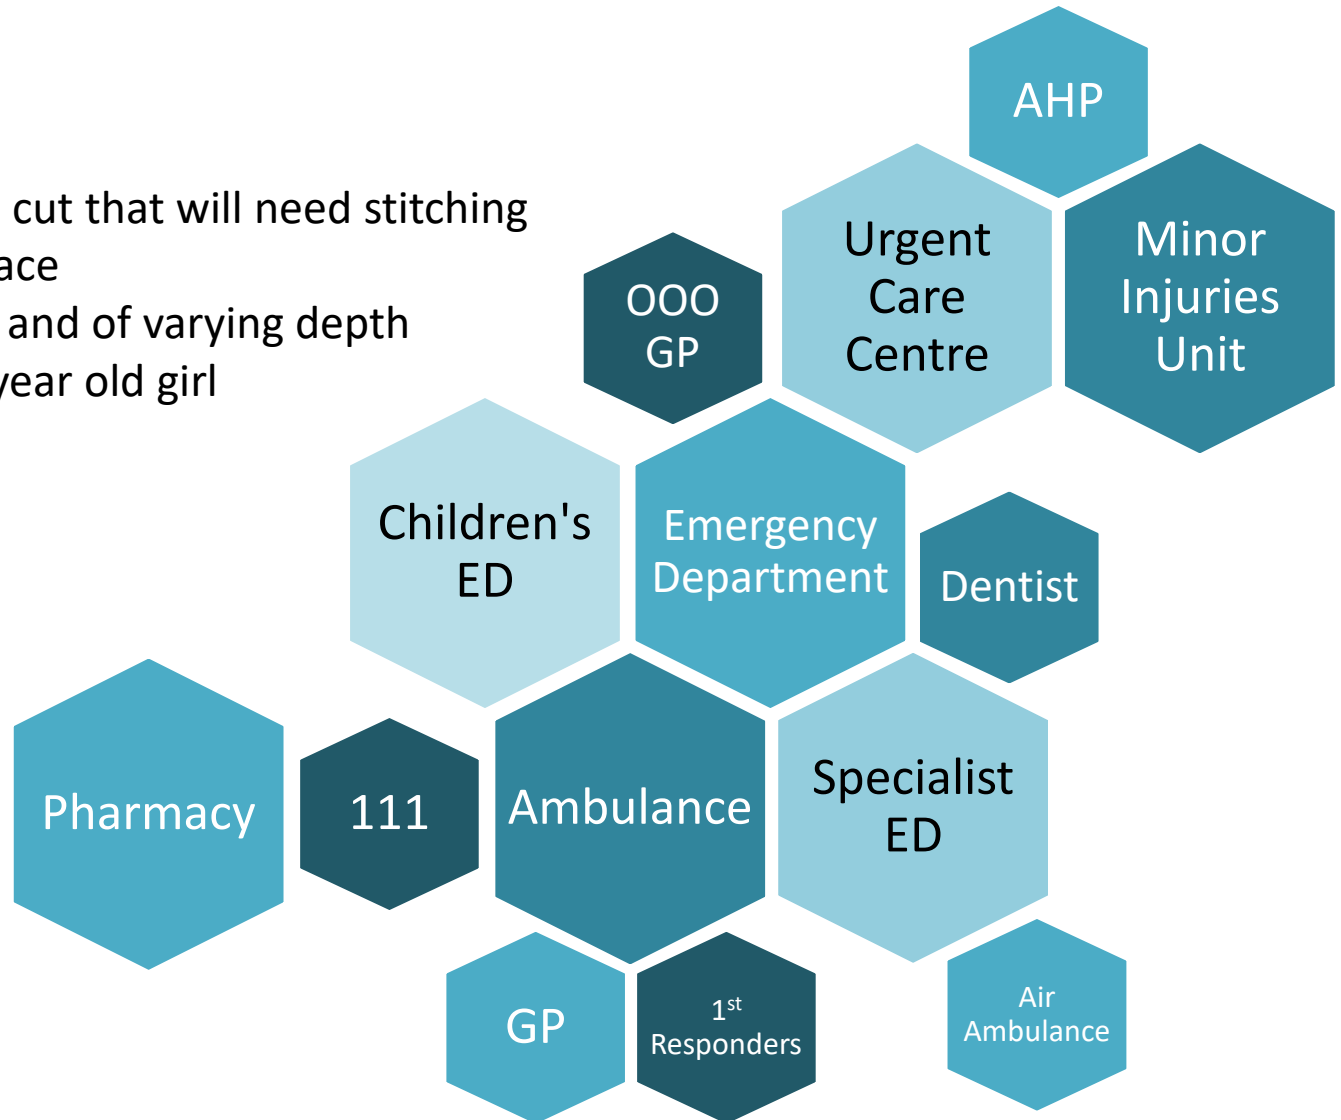 cut that will need stitching
ace
and of varying depth
year old girl
AHP
Urgent
Care
Centre
Minor
Injuries
Unit
OOO
GP
Children's
ED
Emergency
Department
Dentist
Pharmacy
111
Ambulance
Specialist
ED
GP
1st
Responders
Air
Ambulance